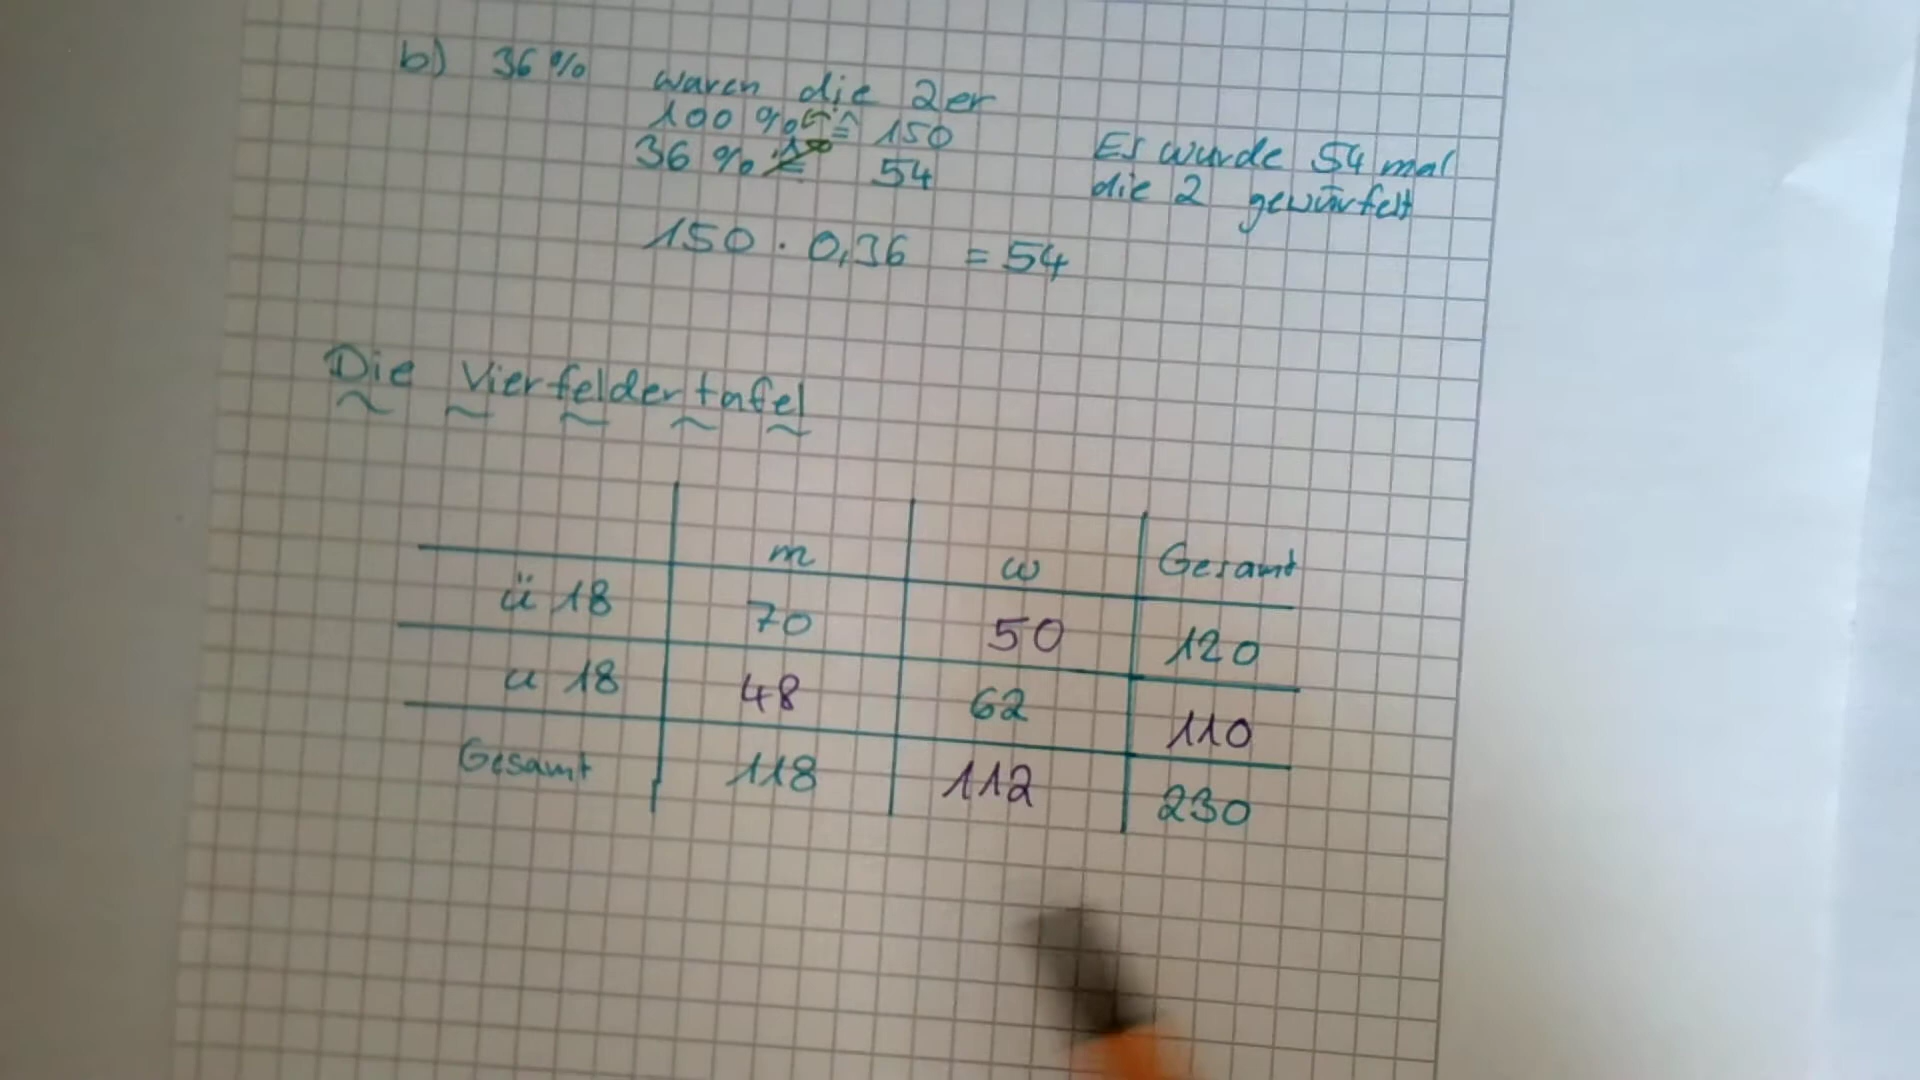 b) 36% waren die 2er
100% ≙ 150
36% ≙ 54
Es wurde 54 mal
die 2 gewürfelt
150 · 0,36 = 54
Die Vierfeldertafel
m w Gesamt
ü 18 70 50 120
u 18 48 62 110
Gesamt 118 112 230